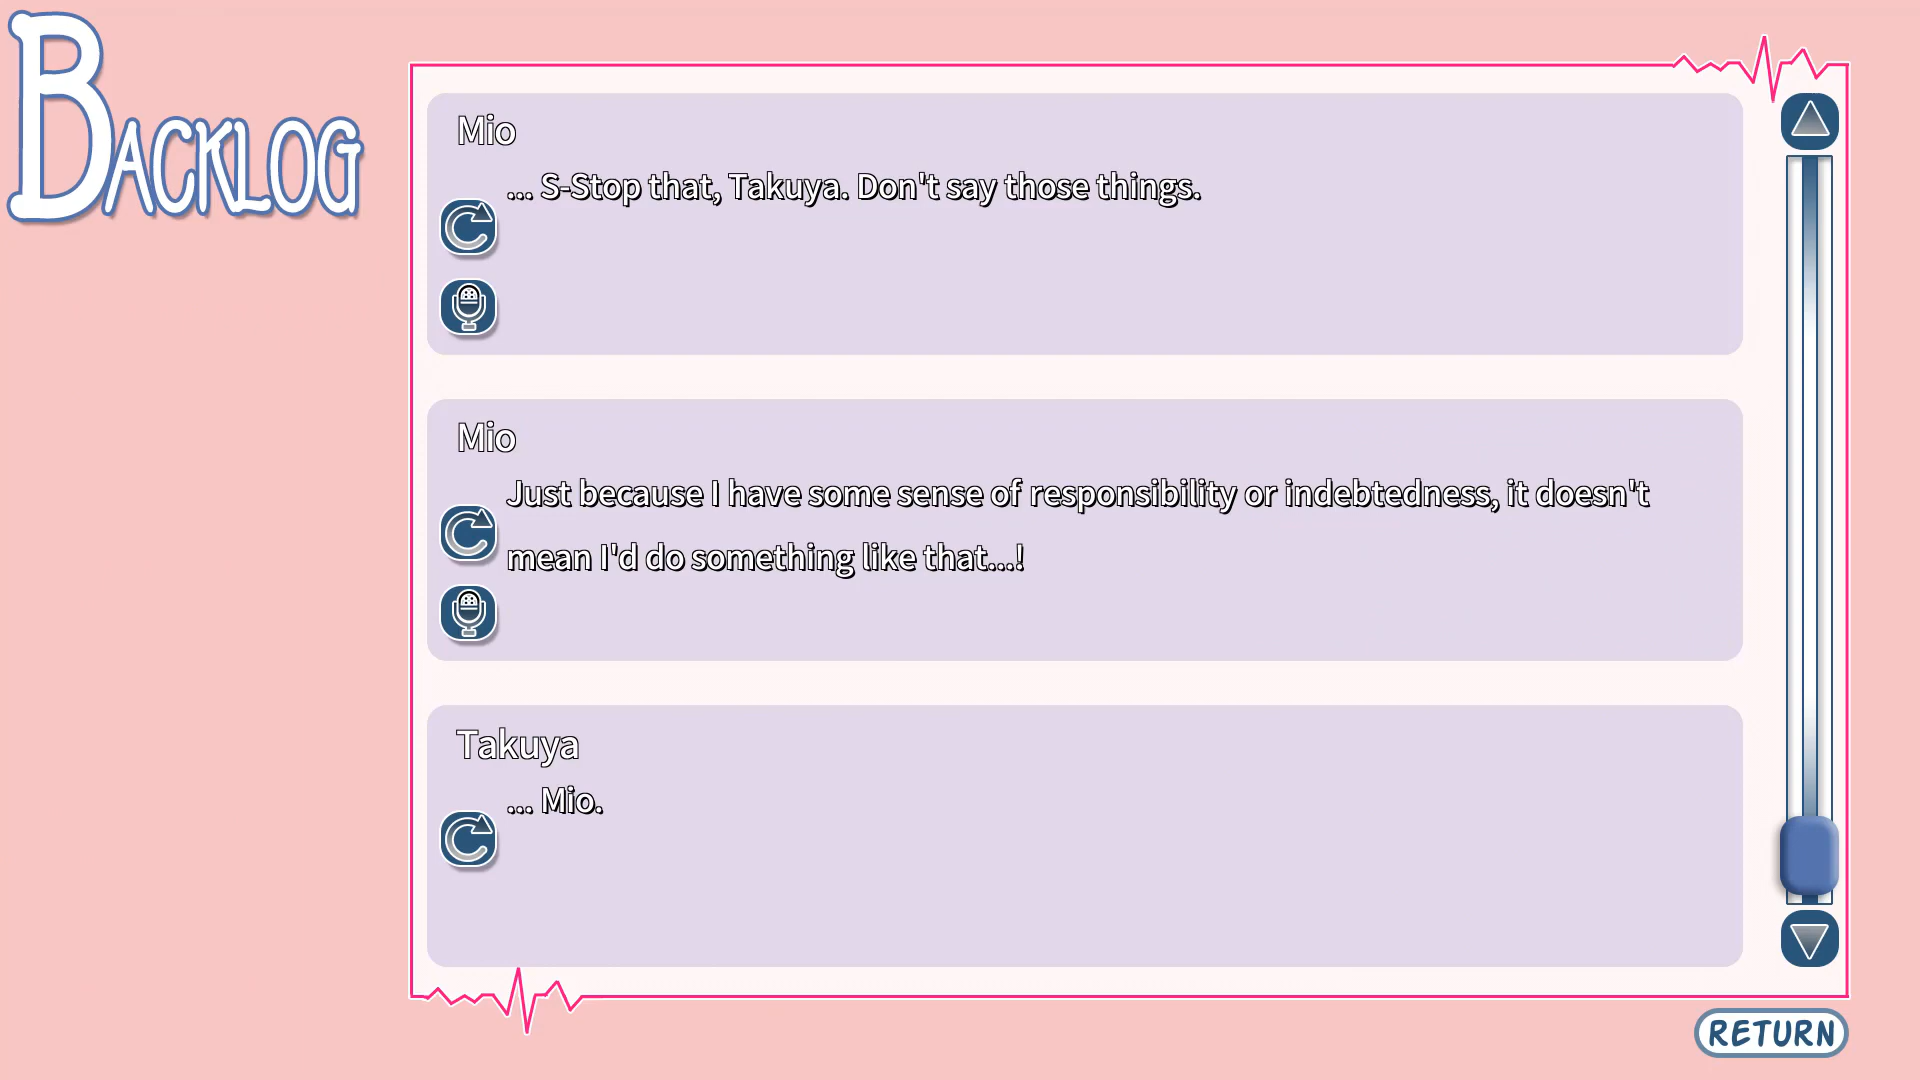 BACKLOG
Mio
... S-Stop that, Takuya. Don't say those things.
Mio
Just because I have some sense of responsibility or indebtedness, it doesn't
mean I'd do something like that...!
Takuya
... Mio.
RETURN